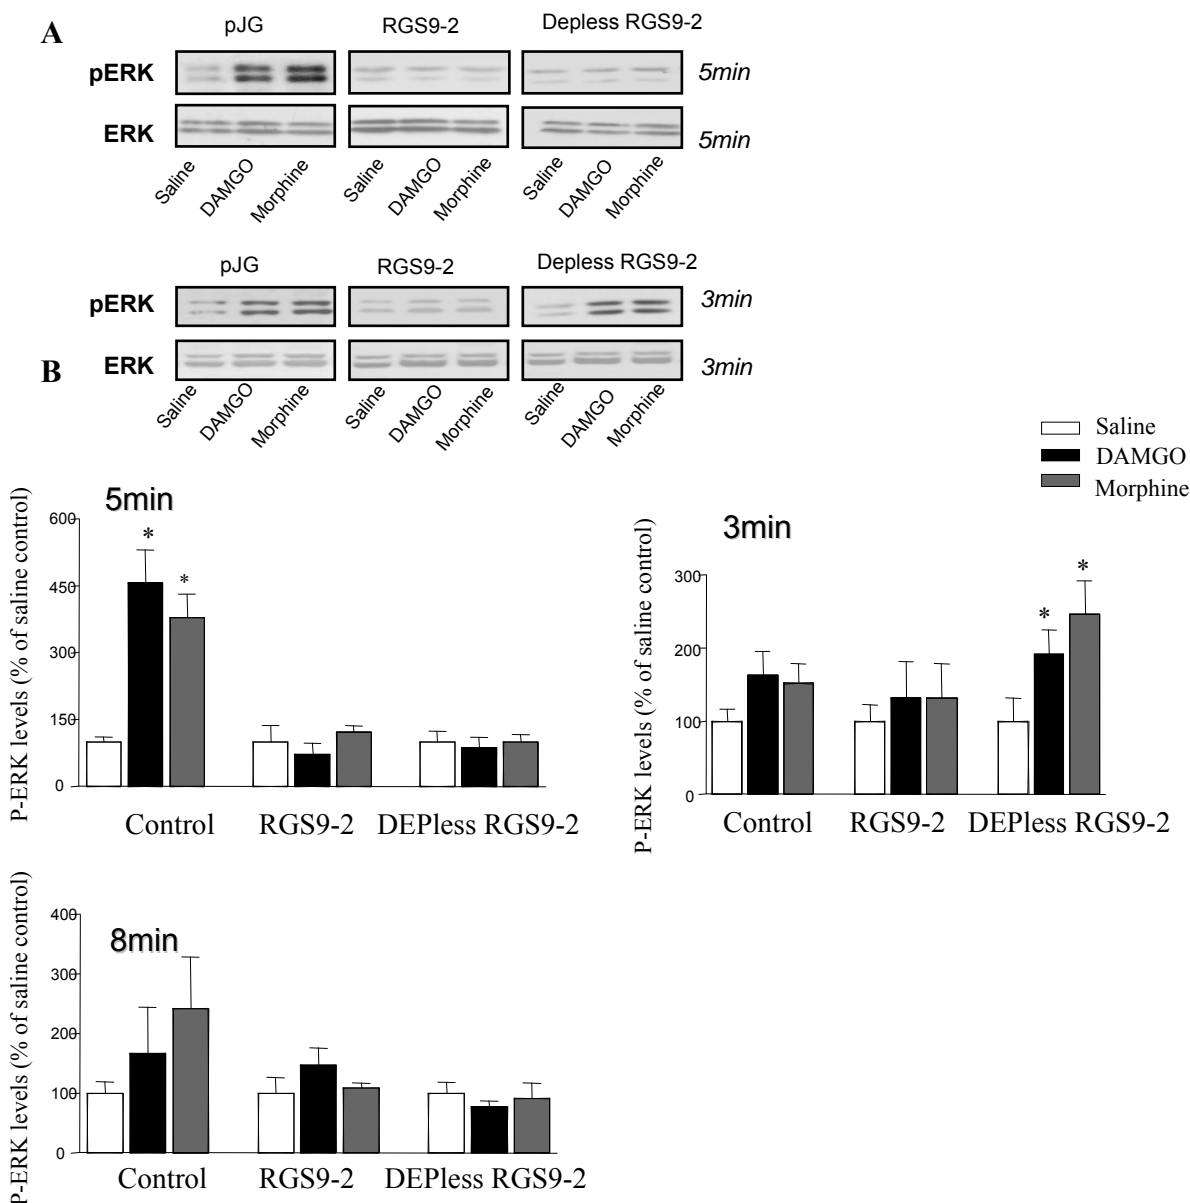 A
pJG RGS9-2 Depless RGS9-2
pERK 5min
ERK 5min
Saline DAMGO Morphine Saline DAMGO Morphine Saline DAMGO Morphine
pJG RGS9-2 Depless RGS9-2
pERK 3min
ERK 3min
B
Saline DAMGO Morphine Saline DAMGO Morphine Saline DAMGO Morphine
Saline
DAMGO
Morphine
5min
P-ERK levels (% of saline control)
600
450
300
150
0
* *
Control RGS9-2 DEPless RGS9-2
3min
P-ERK levels (% of saline control)
300
200
100
0
* *
Control RGS9-2 DEPless RGS9-2
8min
P-ERK levels (% of saline control)
400
300
200
100
0
Control RGS9-2 DEPless RGS9-2